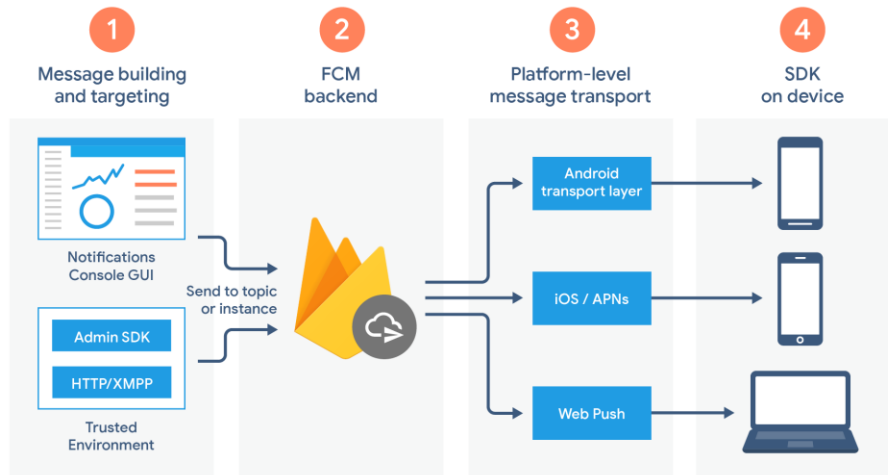 1
Message building
and targeting
2
FCM
backend
3
Platform-level
message transport
4
SDK
on device
Notifications
Console GUI
Send to topic
or instance
Admin SDK
HTTP/XMPP
Trusted
Environment
Android
transport layer
iOS / APNs
Web Push